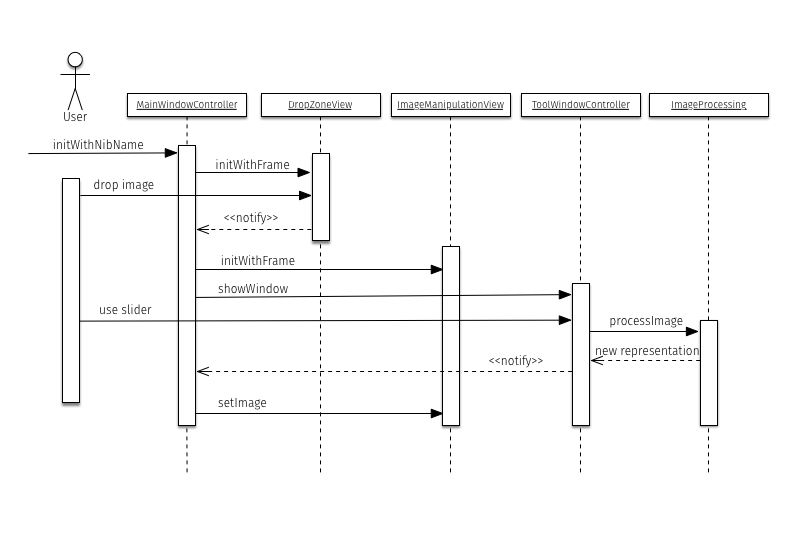 User
MainWindowController
DropZoneView
ImageManipulationView
ToolWindowController
ImageProcessing
initWithNibName
initWithFrame
drop image
<<notify>>
initWithFrame
showWindow
use slider
processImage
new representation
<<notify>>
setImage